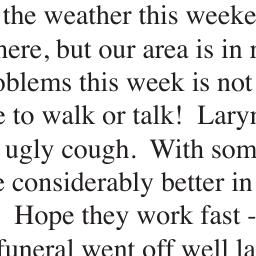 the weather this weeke
here, but our area is in
oblems this week is not
e to walk or talk!  Laryn
ugly cough.  With som
e considerably better in
Hope they work fast -
funeral went off well la